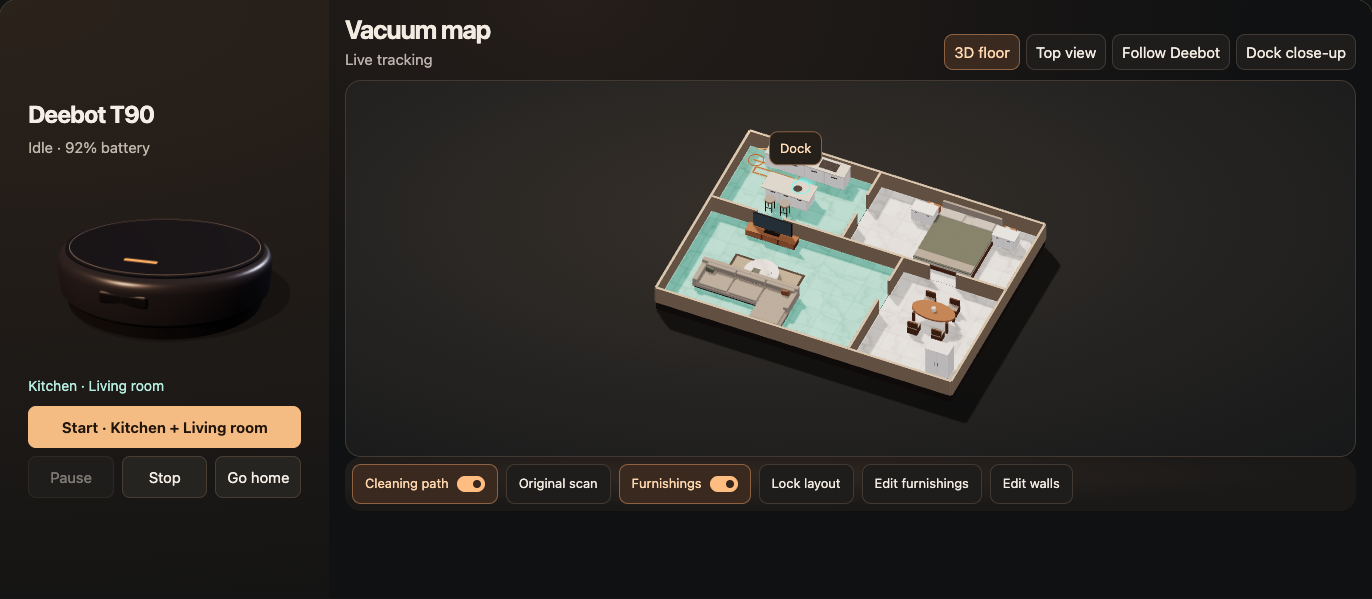 Deebot T90
Idle · 92% battery
Kitchen · Living room
Start · Kitchen + Living room
Pause
Stop
Go home
Vacuum map
Live tracking
3D floor
Top view
Follow Deebot
Dock close-up
Dock
Cleaning path
Original scan
Furnishings
Lock layout
Edit furnishings
Edit walls